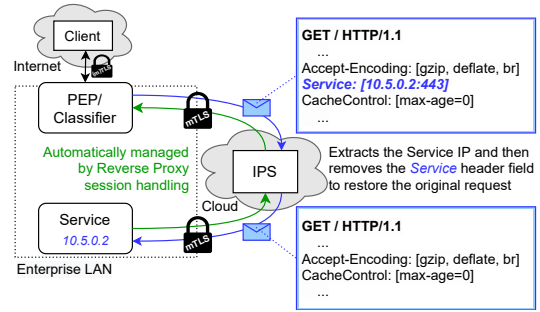 Client
Internet
mTLS
PEP/
Classifier
mTLS
Automatically managed
by Reverse Proxy
session handling
Service
10.5.0.2
mTLS
Enterprise LAN
IPS
Cloud
GET / HTTP/1.1
...
Accept-Encoding: [gzip, deflate, br]
Service: [10.5.0.2:443]
CacheControl: [max-age=0]
...
Extracts the Service IP and then
removes the Service header field
to restore the original request
GET / HTTP/1.1
...
Accept-Encoding: [gzip, deflate, br]
CacheControl: [max-age=0]
...